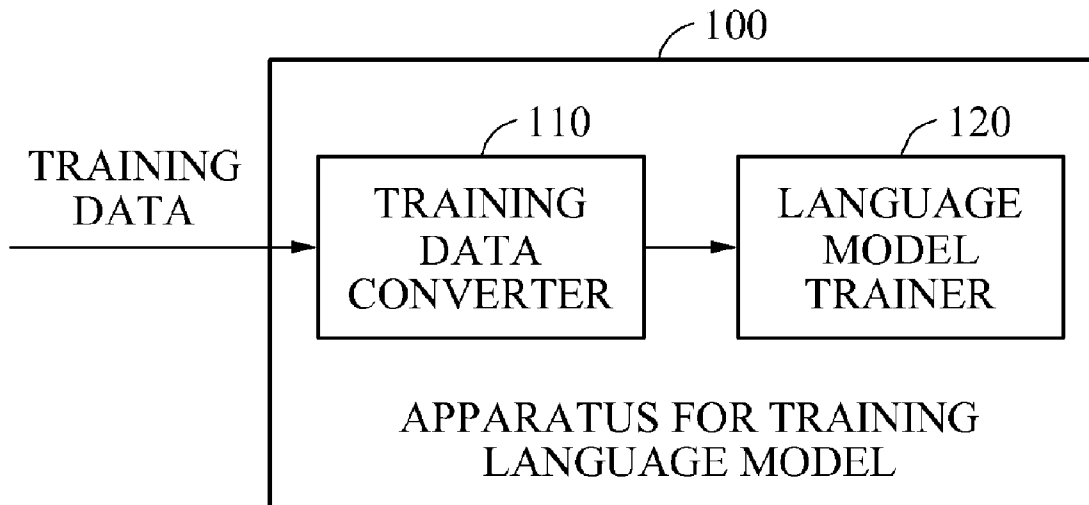 100
110
120
TRAINING
DATA
TRAINING
DATA
CONVERTER
LANGUAGE
MODEL
TRAINER
APPARATUS FOR TRAINING
LANGUAGE MODEL